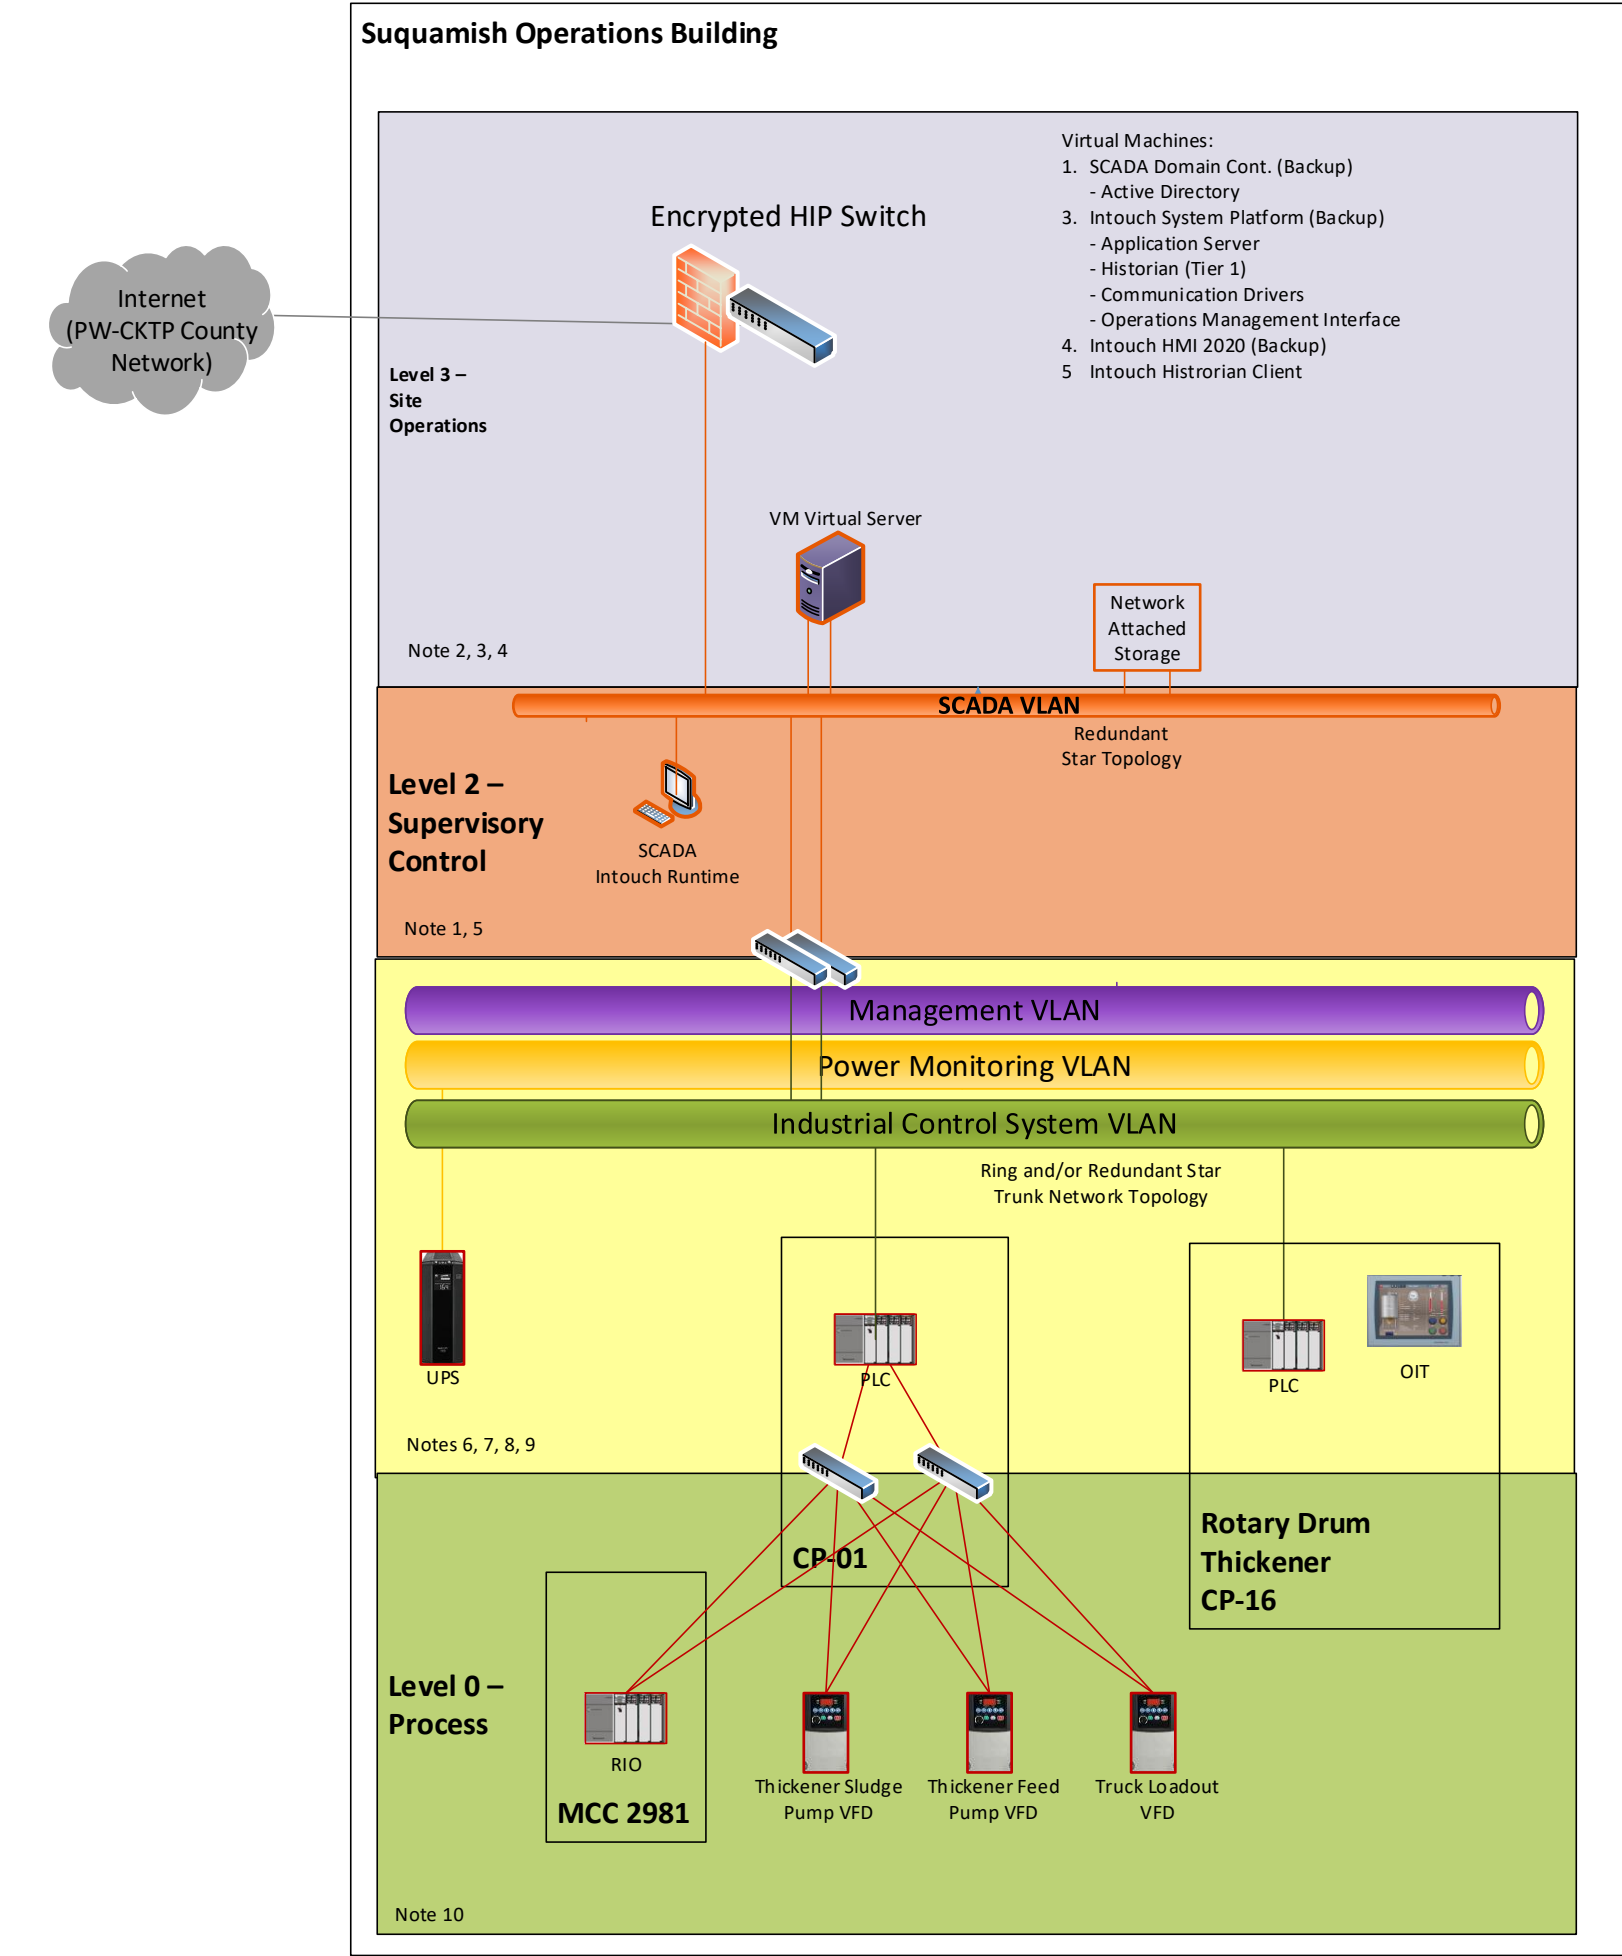 Suquamish Operations Building
Virtual Machines:
1. SCADA Domain Cont. (Backup)
- Active Directory
3. Intouch System Platform (Backup)
- Application Server
- Historian (Tier 1)
- Communication Drivers
- Operations Management Interface
4. Intouch HMI 2020 (Backup)
5 Intouch Histrorian Client
Encrypted HIP Switch
Internet
(PW-CKTP County
Network)
Level 3 –
Site
Operations
VM Virtual Server
Network
Attached
Storage
Note 2, 3, 4
SCADA VLAN
Redundant
Star Topology
Level 2 –
Supervisory
Control
SCADA
Intouch Runtime
Note 1, 5
Management VLAN
Power Monitoring VLAN
Industrial Control System VLAN
Ring and/or Redundant Star
Trunk Network Topology
UPS
PLC
PLC
OIT
Notes 6, 7, 8, 9
CP-01
Rotary Drum
Thickener
CP-16
Level 0 –
Process
RIO
MCC 2981
Thickener Sludge
Pump VFD
Thickener Feed
Pump VFD
Truck Loadout
VFD
Note 10